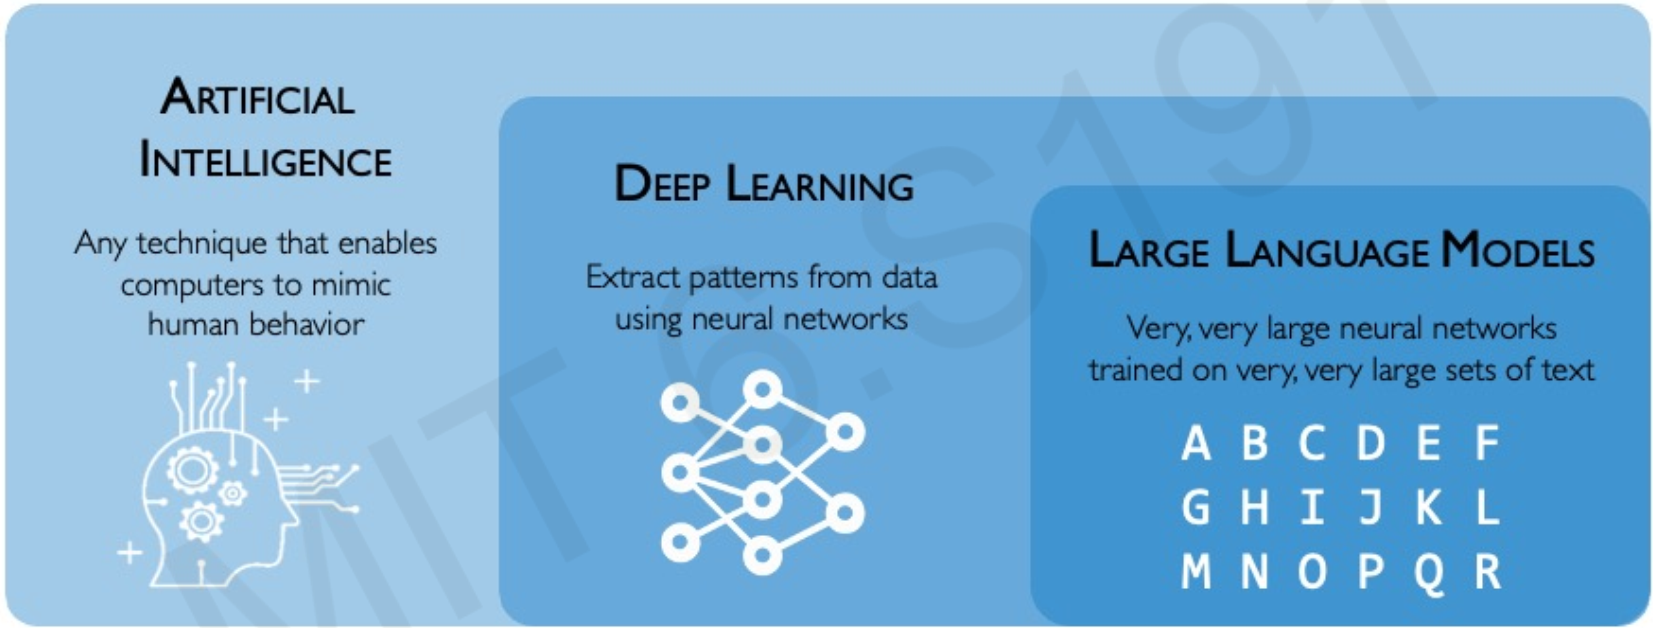 ARTIFICIAL
INTELLIGENCE
Any technique that enables
computers to mimic
human behavior
DEEP LEARNING
Extract patterns from data
using neural networks
LARGE LANGUAGE MODELS
Very, very large neural networks
trained on very, very large sets of text
A B C D E F
G H I J K L
M N O P Q R
MIT 6.S191